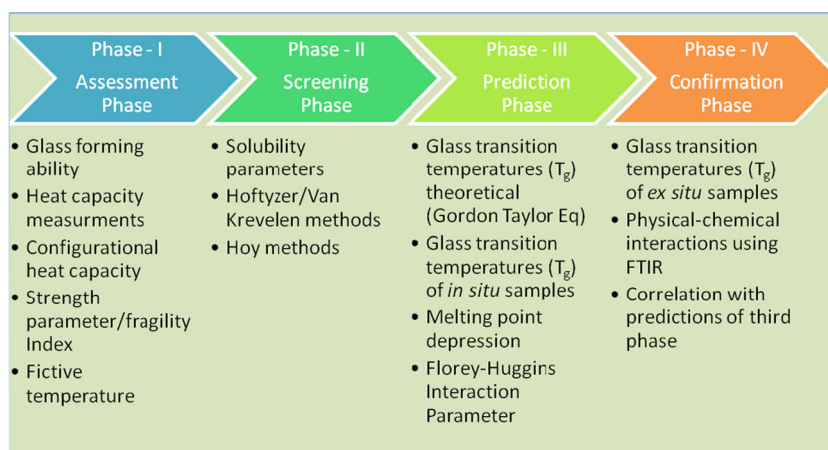 Phase - I
Assessment
Phase
• Glass forming
ability
• Heat capacity
measurments
• Configurational
heat capacity
• Strength
parameter/fragility
Index
• Fictive
temperature
Phase - II
Screening
Phase
• Solubility
parameters
• Hoftyzer/Van
Krevelen methods
• Hoy methods
Phase - III
Prediction
Phase
• Glass transition
temperatures (Tg)
theoretical
(Gordon Taylor Eq)
• Glass transition
temperatures (Tg)
of in situ samples
• Melting point
depression
• Florey-Huggins
Interaction
Parameter
Phase - IV
Confirmation
Phase
• Glass transition
temperatures (Tg)
of ex situ samples
• Physical-chemical
interactions using
FTIR
• Correlation with
predictions of third
phase